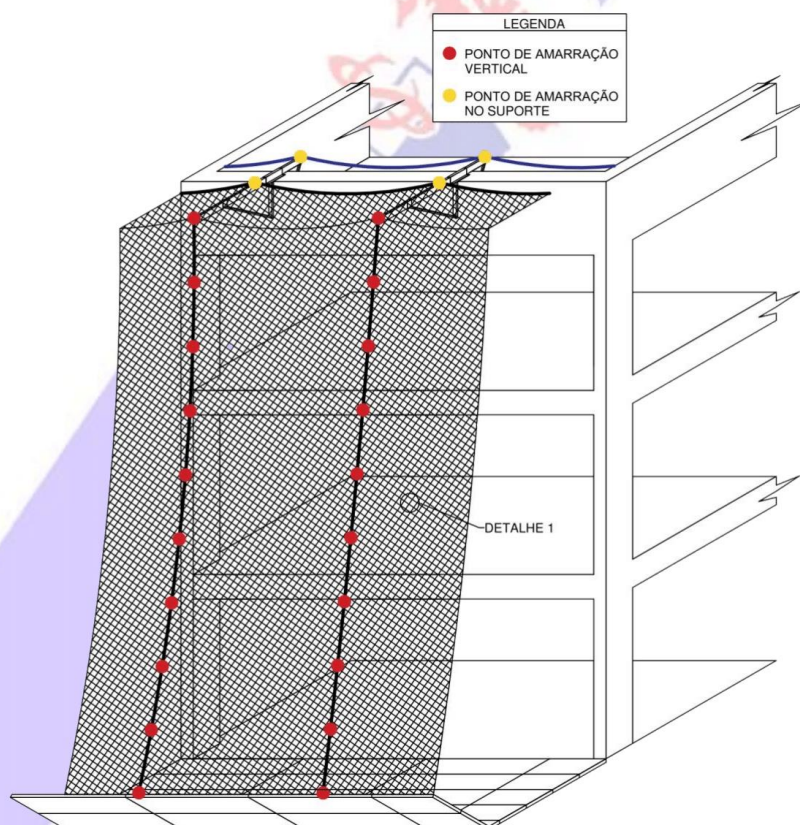 LEGENDA
PONTO DE AMARRAÇÃO
VERTICAL
PONTO DE AMARRAÇÃO
NO SUPORTE
DETALHE 1